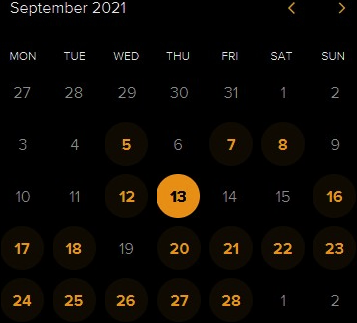 September 2021
MON TUE WED THU FRI SAT SUN
27 28 29 30 31 1 2
3 4 5 6 7 8 9
10 11 12 13 14 15 16
17 18 19 20 21 22 23
24 25 26 27 28 1 2